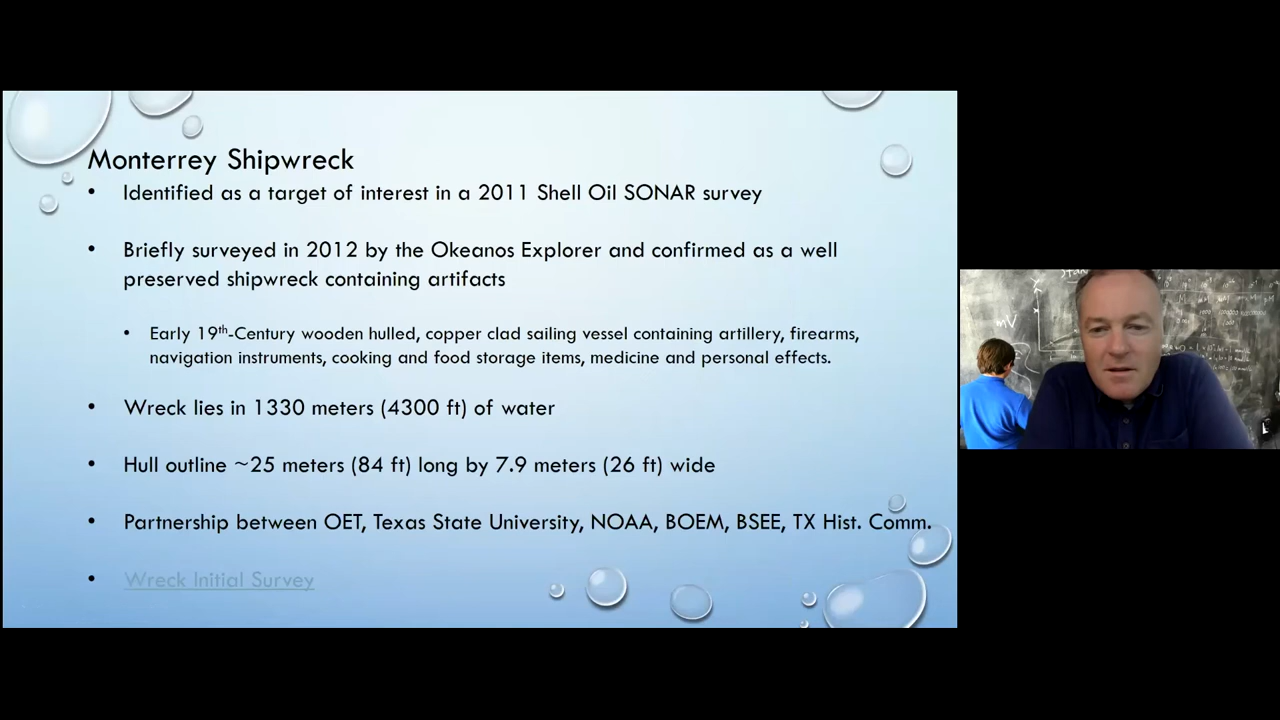 Monterrey Shipwreck
• Identified as a target of interest in a 2011 Shell Oil SONAR survey
• Briefly surveyed in 2012 by the Okeanos Explorer and confirmed as a well
preserved shipwreck containing artifacts
• Early 19th-Century wooden hulled, copper clad sailing vessel containing artillery, firearms,
navigation instruments, cooking and food storage items, medicine and personal effects.
• Wreck lies in 1330 meters (4300 ft) of water
• Hull outline ~25 meters (84 ft) long by 7.9 meters (26 ft) wide
• Partnership between OET, Texas State University, NOAA, BOEM, BSEE, TX Hist. Comm.
• Wreck Initial Survey
mV